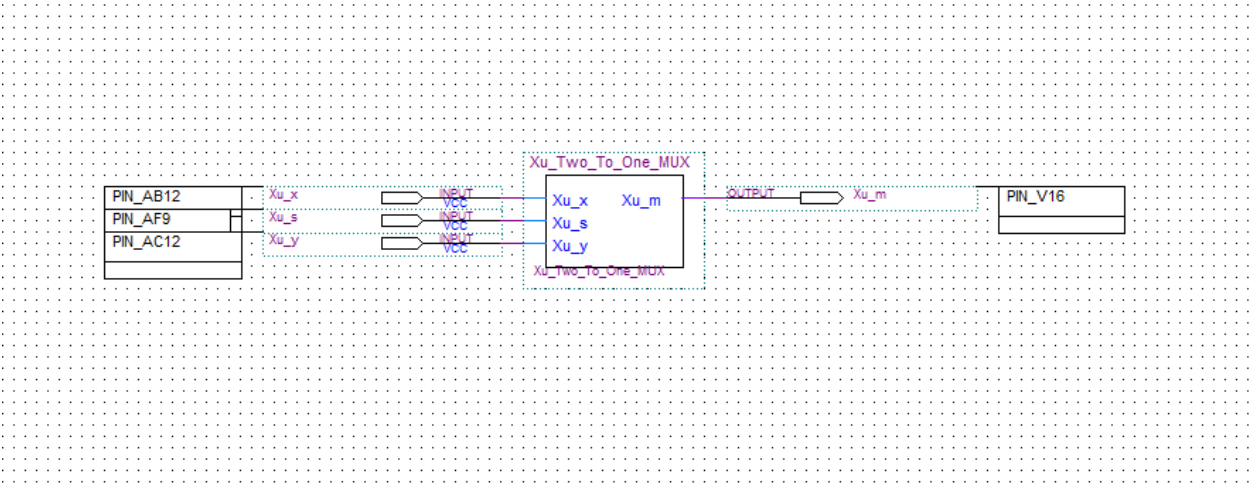 Xu_Two_To_One_MUX
PIN_AB12 Xu_x INPUT VCC Xu_x Xu_m OUTPUT Xu_m PIN_V16
PIN_AF9 Xu_s INPUT VCC Xu_s
PIN_AC12 Xu_y INPUT VCC Xu_y
Xu_Two_To_One_MUX